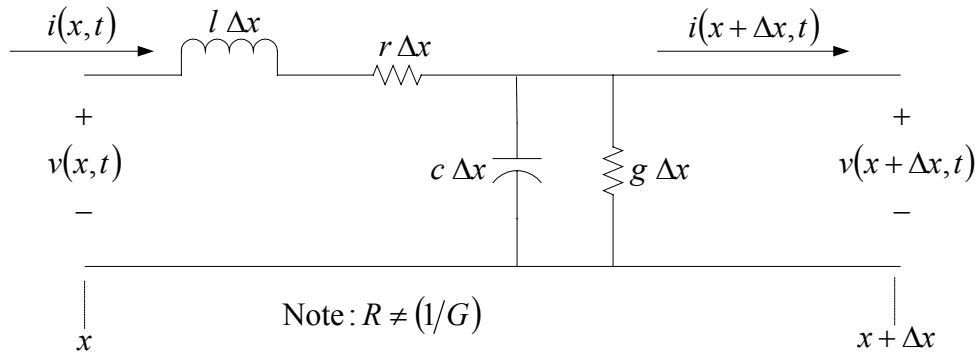 i(x,t)
l Δx
r Δx
i(x + Δx,t)
+
v(x,t)
−
c Δx
g Δx
+
v(x + Δx,t)
−
Note: R ≠ (1/G)
x
x + Δx